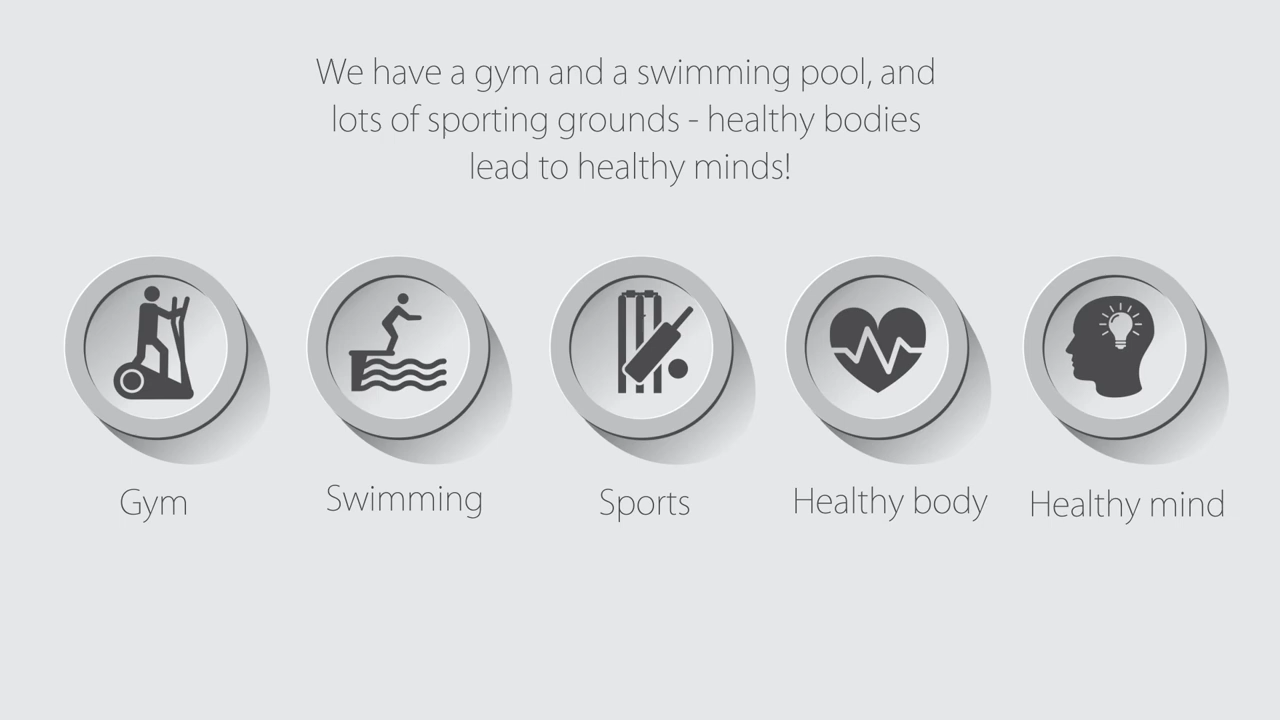 We have a gym and a swimming pool, and
lots of sporting grounds - healthy bodies
lead to healthy minds!
Gym
Swimming
Sports
Healthy body
Healthy mind